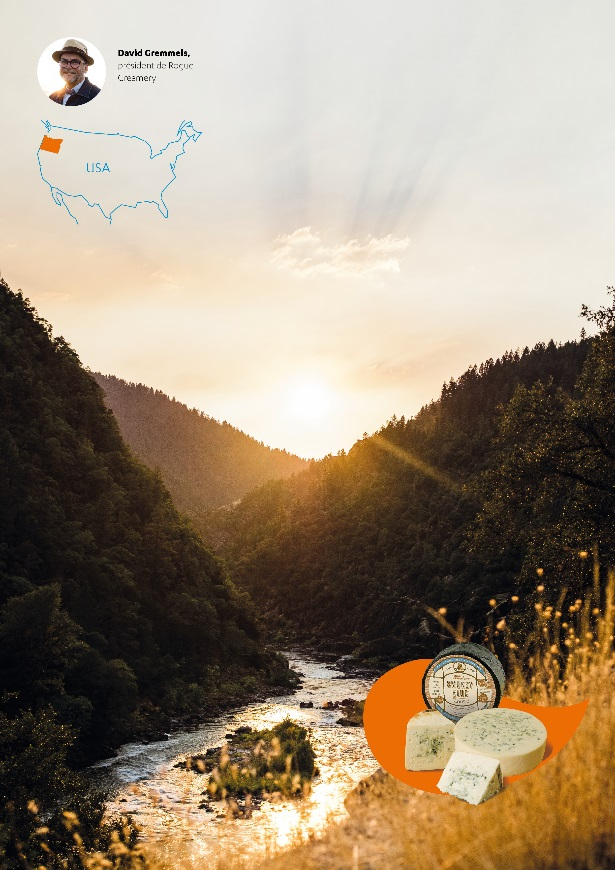 David Gremmels,
président de Rogue
Creamery
USA